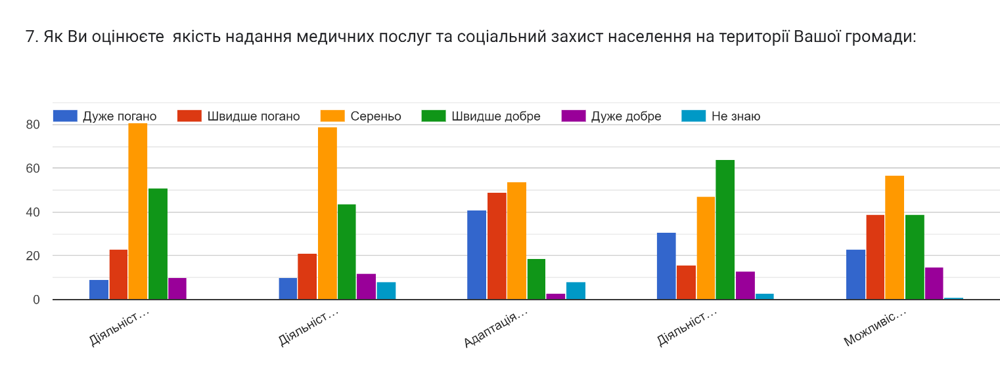 7. Як Ви оцінюєте якість надання медичних послуг та соціальний захист населення на території Вашої громади:
Дуже погано Швидше погано Сереньо Швидше добре Дуже добре Не знаю
80
60
40
20
0
Діяльніст… Діяльніст… Адаптація… Діяльніст… Можливіс…